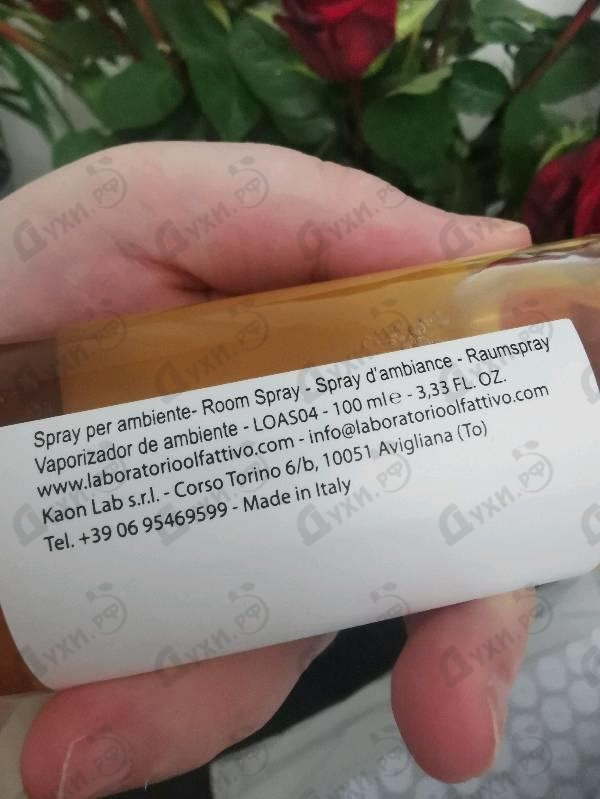 Spray per ambiente- Room Spray - Spray d'ambiance - Raumspray
Vaporizador de ambiente - LOAS04 - 100 ml e - 3,33 FL. OZ.
www.laboratorioolfattivo.com - info@laboratorioolfattivo.com
Kaon Lab s.r.l. - Corso Torino 6/b, 10051 Avigliana (To)
Tel. +39 06 95469599 - Made in Italy
Духи.РФ